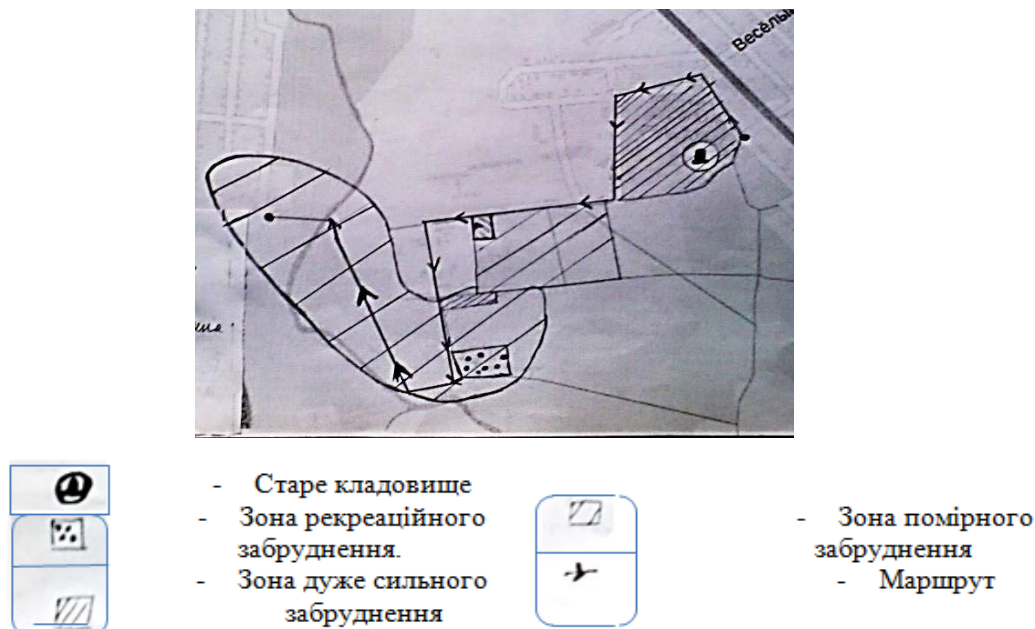 Весёлы
- Старе кладовище
- Зона рекреаційного
забруднення.
- Зона дуже сильного
забруднення
- Зона помірного
забруднення
- Маршрут